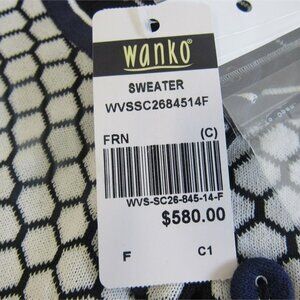 wanko
SWEATER
WVSSC2684514F
FRN (C)
WVS-SC26-845-14-F
$580.00
F C1